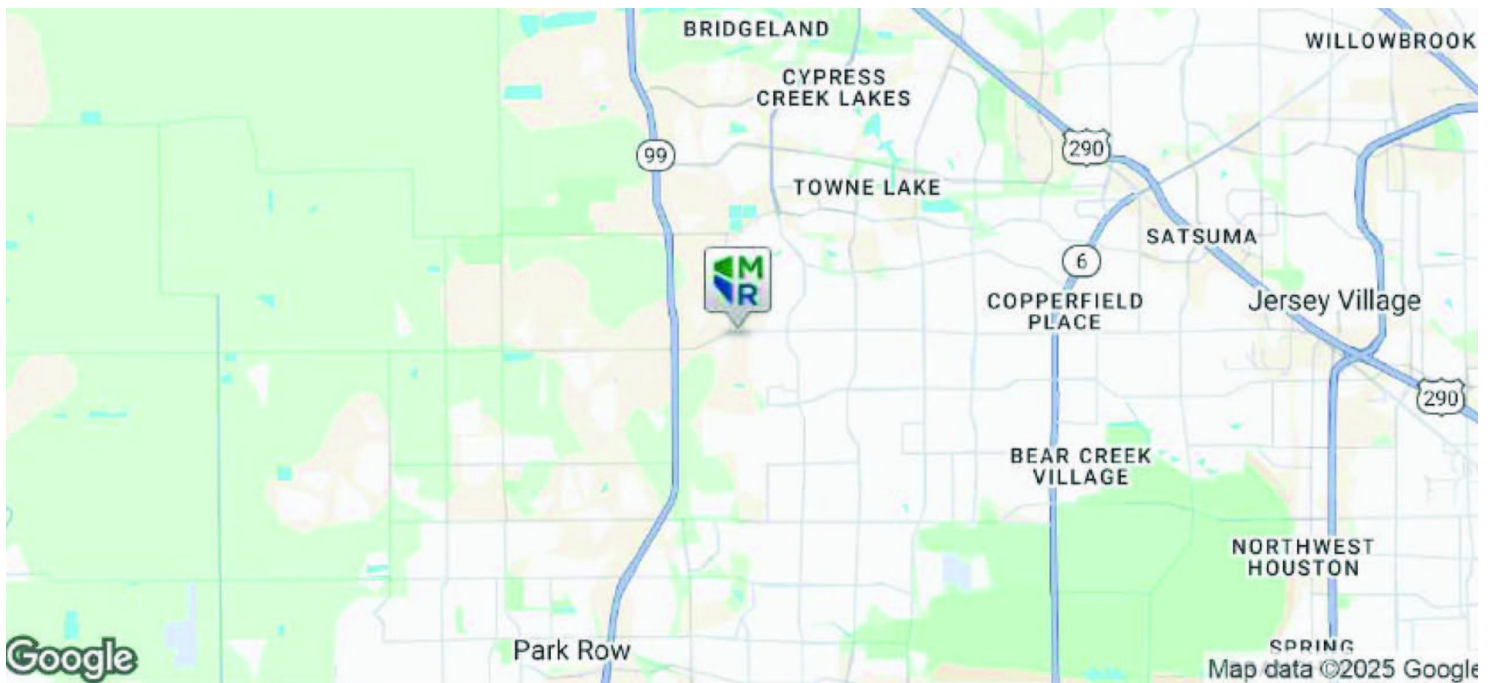 BRIDGELAND
WILLOWBROOK
CYPRESS
CREEK LAKES
99
290
TOWNE LAKE
SATSUMA
M
R
6
COPPERFIELD
PLACE
Jersey Village
290
BEAR CREEK
VILLAGE
NORTHWEST
HOUSTON
Park Row
SPRING
Google
Map data ©2025 Google